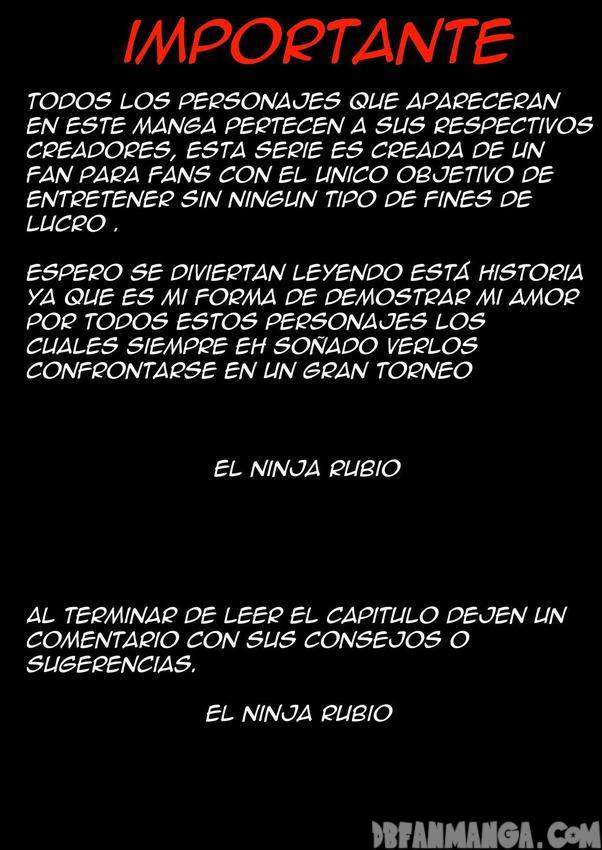 IMPORTANTE
TODOS LOS PERSONAJES QUE APARECERAN
EN ESTE MANGA PERTECEN A SUS RESPECTIVOS
CREADORES, ESTA SERIE ES CREADA DE UN
FAN PARA FANS CON EL UNICO OBJETIVO DE
ENTRETENER SIN NINGUN TIPO DE FINES DE
LUCRO .
ESPERO SE DIVIERTAN LEYENDO ESTÁ HISTORIA
YA QUE ES MI FORMA DE DEMOSTRAR MI AMOR
POR TODOS ESTOS PERSONAJES LOS
CUALES SIEMPRE EH SOÑADO VERLOS
CONFRONTARSE EN UN GRAN TORNEO
EL NINJA RUBIO
AL TERMINAR DE LEER EL CAPITULO DEJEN UN
COMENTARIO CON SUS CONSEJOS O
SUGERENCIAS.
EL NINJA RUBIO
DBFANMANGA.COM